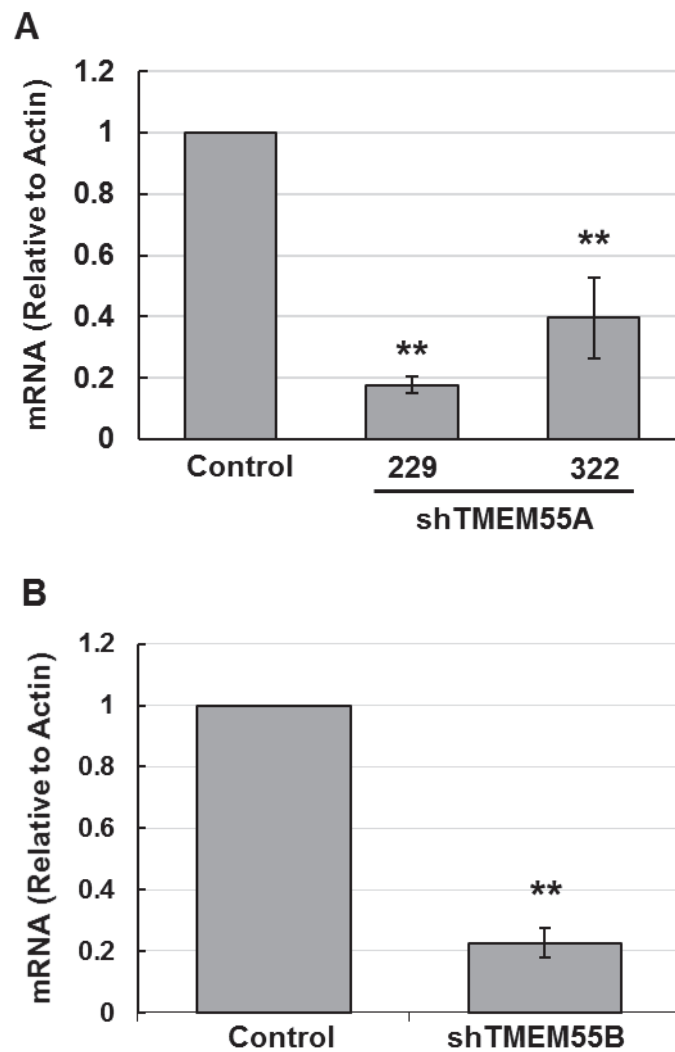 A
mRNA (Relative to Actin)
1.2
1
0.8
0.6
0.4
0.2
0
**
**
Control
229
322
shTMEM55A
B
mRNA (Relative to Actin)
1.2
1
0.8
0.6
0.4
0.2
0
**
Control
shTMEM55B